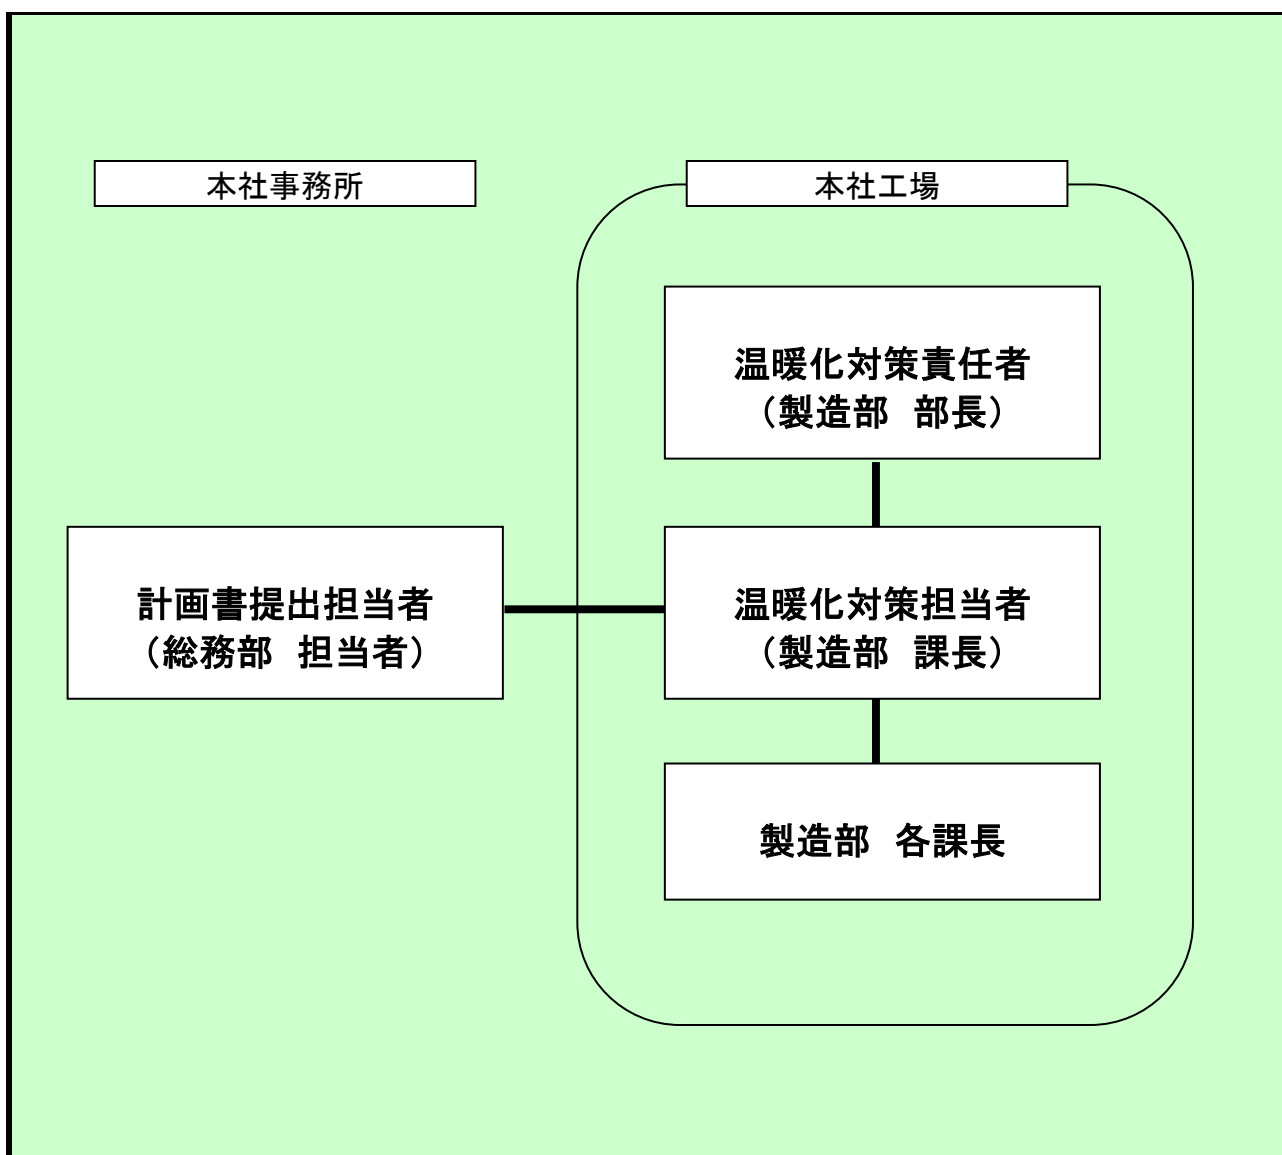 本社事務所
本社工場
温暖化対策責任者
（製造部　部長）
計画書提出担当者
（総務部　担当者）
温暖化対策担当者
（製造部　課長）
製造部　各課長